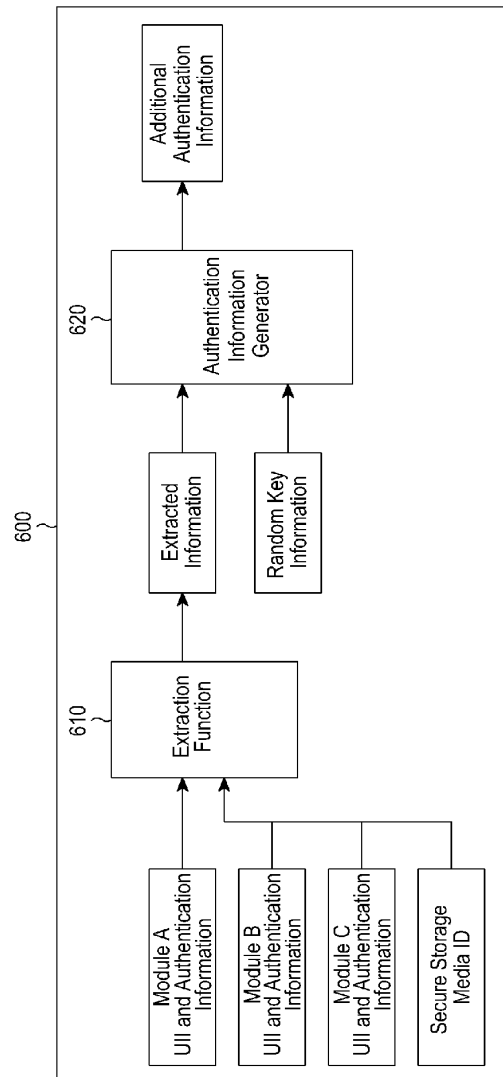 600
Module A
UII and Authentication
Information
Module B
UII and Authentication
Information
Module C
UII and Authentication
Information
Secure Storage
Media ID
610
Extraction
Function
Extracted
Information
Random Key
Information
620
Authentication
Information
Generator
Additional
Authentication
Information